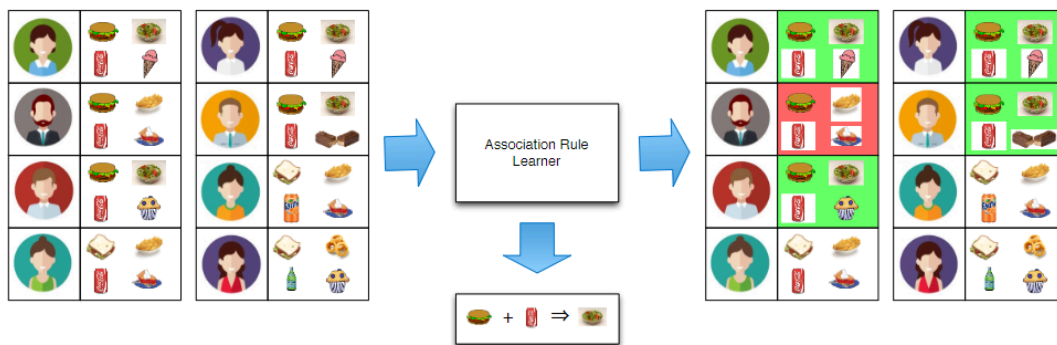 Association Rule
Learner
+ ⇒